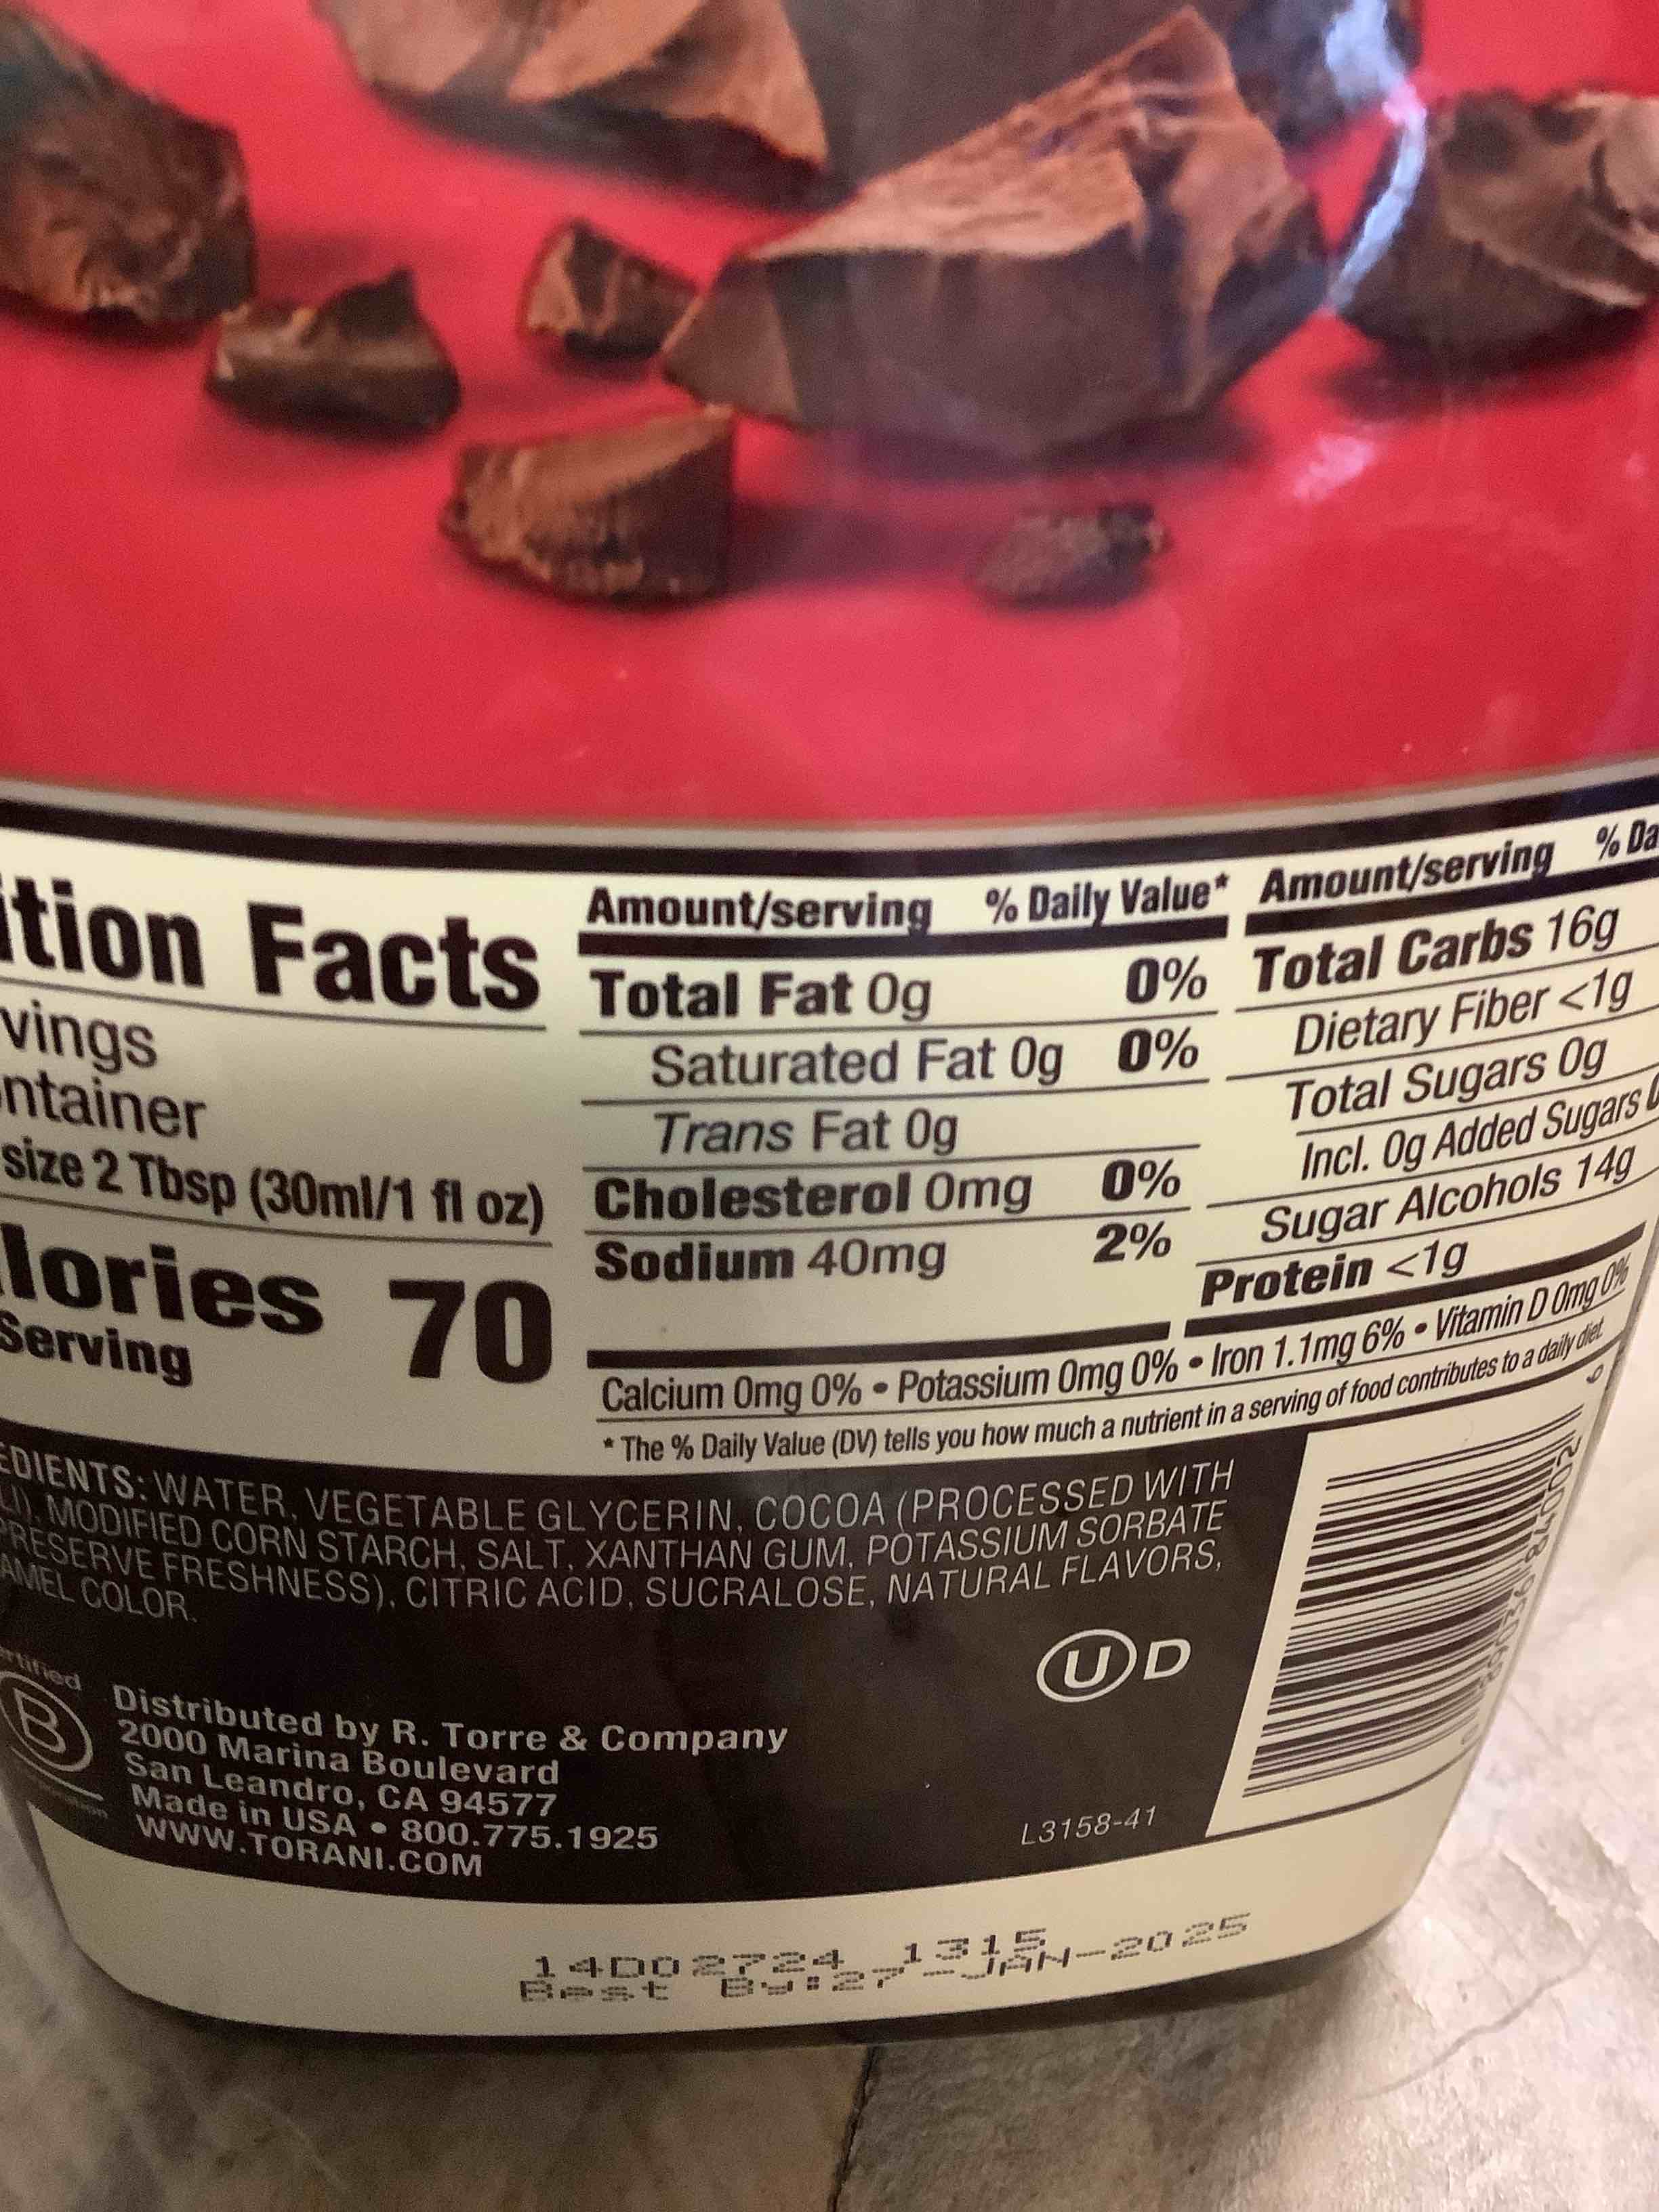 tion Facts
vings
ntainer
size 2 Tbsp (30ml/1 fl oz)
lories 70
Serving
Amount/serving % Daily Value*
Total Fat 0g 0%
Saturated Fat 0g 0%
Trans Fat 0g
Cholesterol 0mg 0%
Sodium 40mg 2%
Amount/serving % Da
Total Carbs 16g
Dietary Fiber <1g
Total Sugars 0g
Incl. 0g Added Sugars
Sugar Alcohols 14g
Protein <1g
Calcium 0mg 0% • Potassium 0mg 0% • Iron 1.1mg 6% • Vitamin D 0mg 0%
* The % Daily Value (DV) tells you how much a nutrient in a serving of food contributes to a daily diet.
EDIENTS: WATER, VEGETABLE GLYCERIN, COCOA (PROCESSED WITH
LI), MODIFIED CORN STARCH, SALT, XANTHAN GUM, POTASSIUM SORBATE
PRESERVE FRESHNESS), CITRIC ACID, SUCRALOSE, NATURAL FLAVORS,
AMEL COLOR.
U D
B
Distributed by R. Torre & Company
2000 Marina Boulevard
San Leandro, CA 94577
Made in USA • 800.775.1925
WWW.TORANI.COM
L3158-41
14D02724 1315
Best By:27-JAN-2025